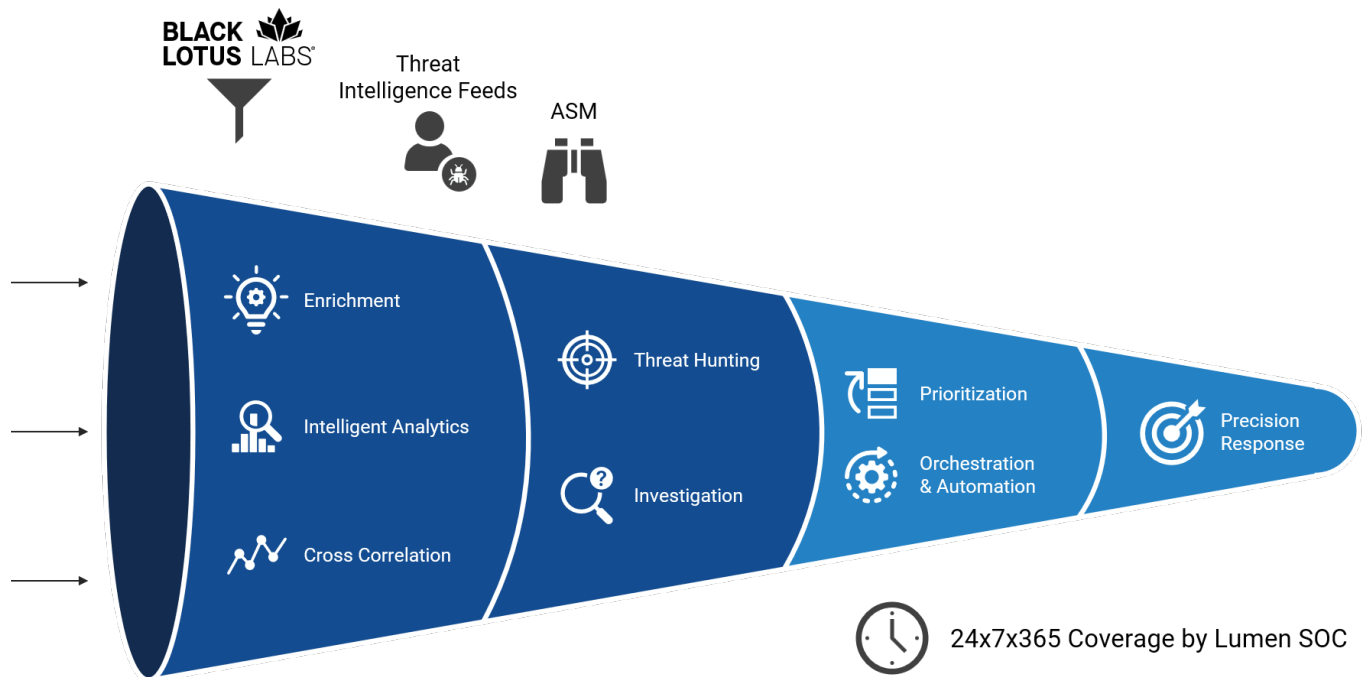 BLACK
LOTUS LABS®
Threat
Intelligence Feeds
ASM
Enrichment
Intelligent Analytics
Cross Correlation
Threat Hunting
?
Investigation
Prioritization
Orchestration
& Automation
Precision
Response
24x7x365 Coverage by Lumen SOC